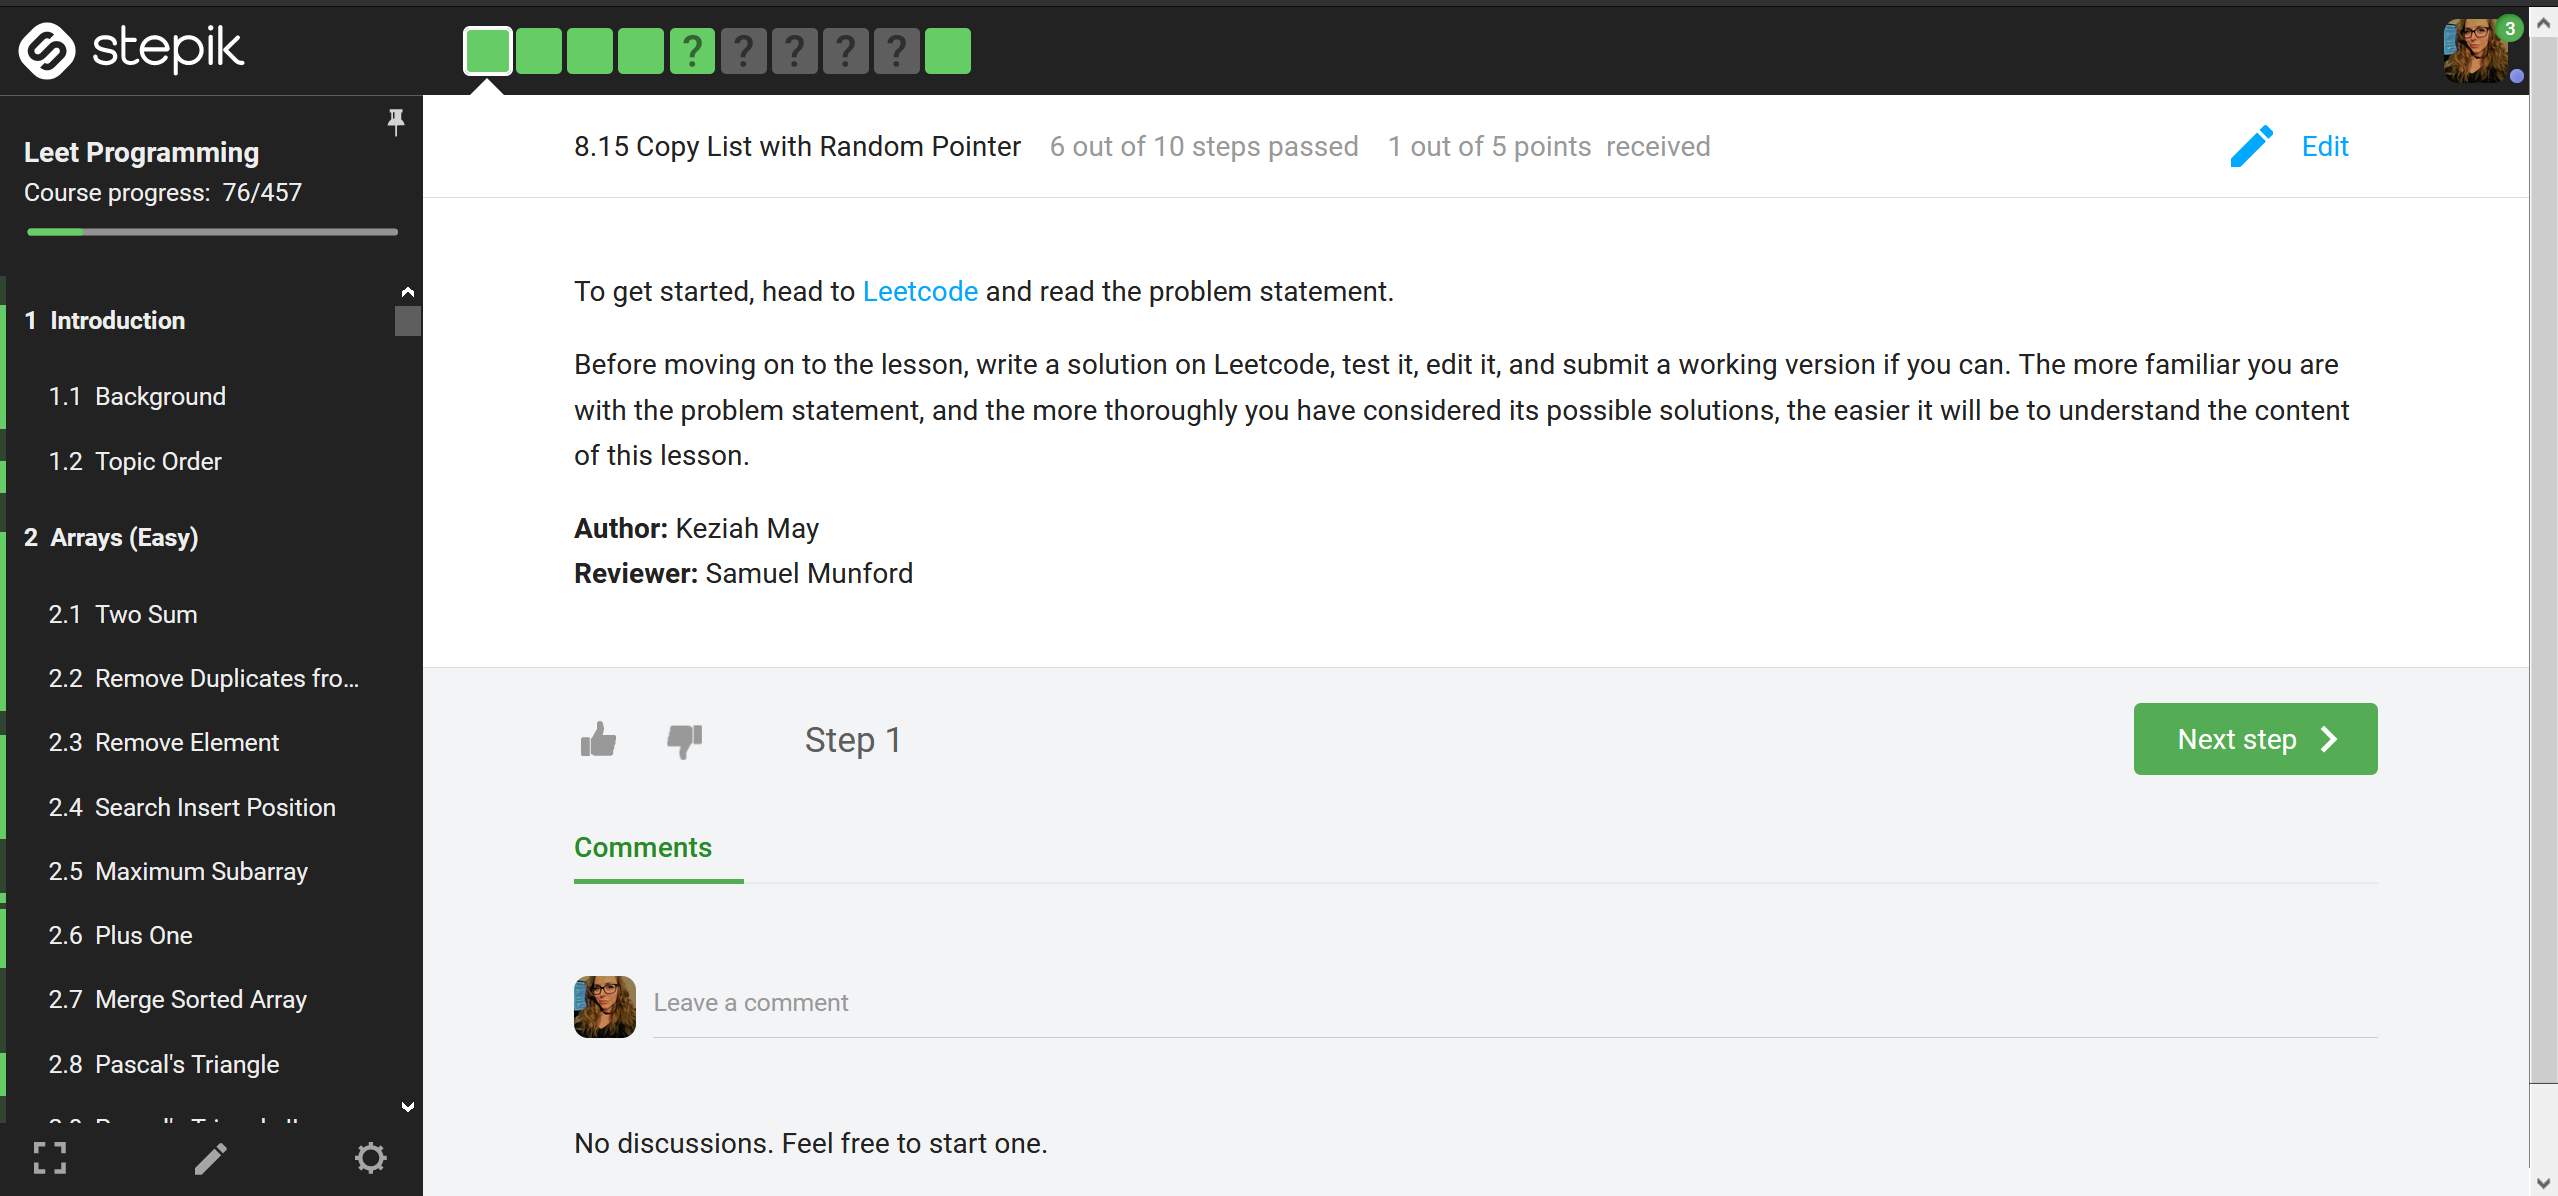 stepik
? ? ? ? ?
3
Leet Programming
Course progress: 76/457
1 Introduction
1.1 Background
1.2 Topic Order
2 Arrays (Easy)
2.1 Two Sum
2.2 Remove Duplicates fro...
2.3 Remove Element
2.4 Search Insert Position
2.5 Maximum Subarray
2.6 Plus One
2.7 Merge Sorted Array
2.8 Pascal's Triangle
8.15 Copy List with Random Pointer 6 out of 10 steps passed 1 out of 5 points received
Edit
To get started, head to Leetcode and read the problem statement.
Before moving on to the lesson, write a solution on Leetcode, test it, edit it, and submit a working version if you can. The more familiar you are
with the problem statement, and the more thoroughly you have considered its possible solutions, the easier it will be to understand the content
of this lesson.
Author: Keziah May
Reviewer: Samuel Munford
Step 1
Next step
Comments
Leave a comment
No discussions. Feel free to start one.